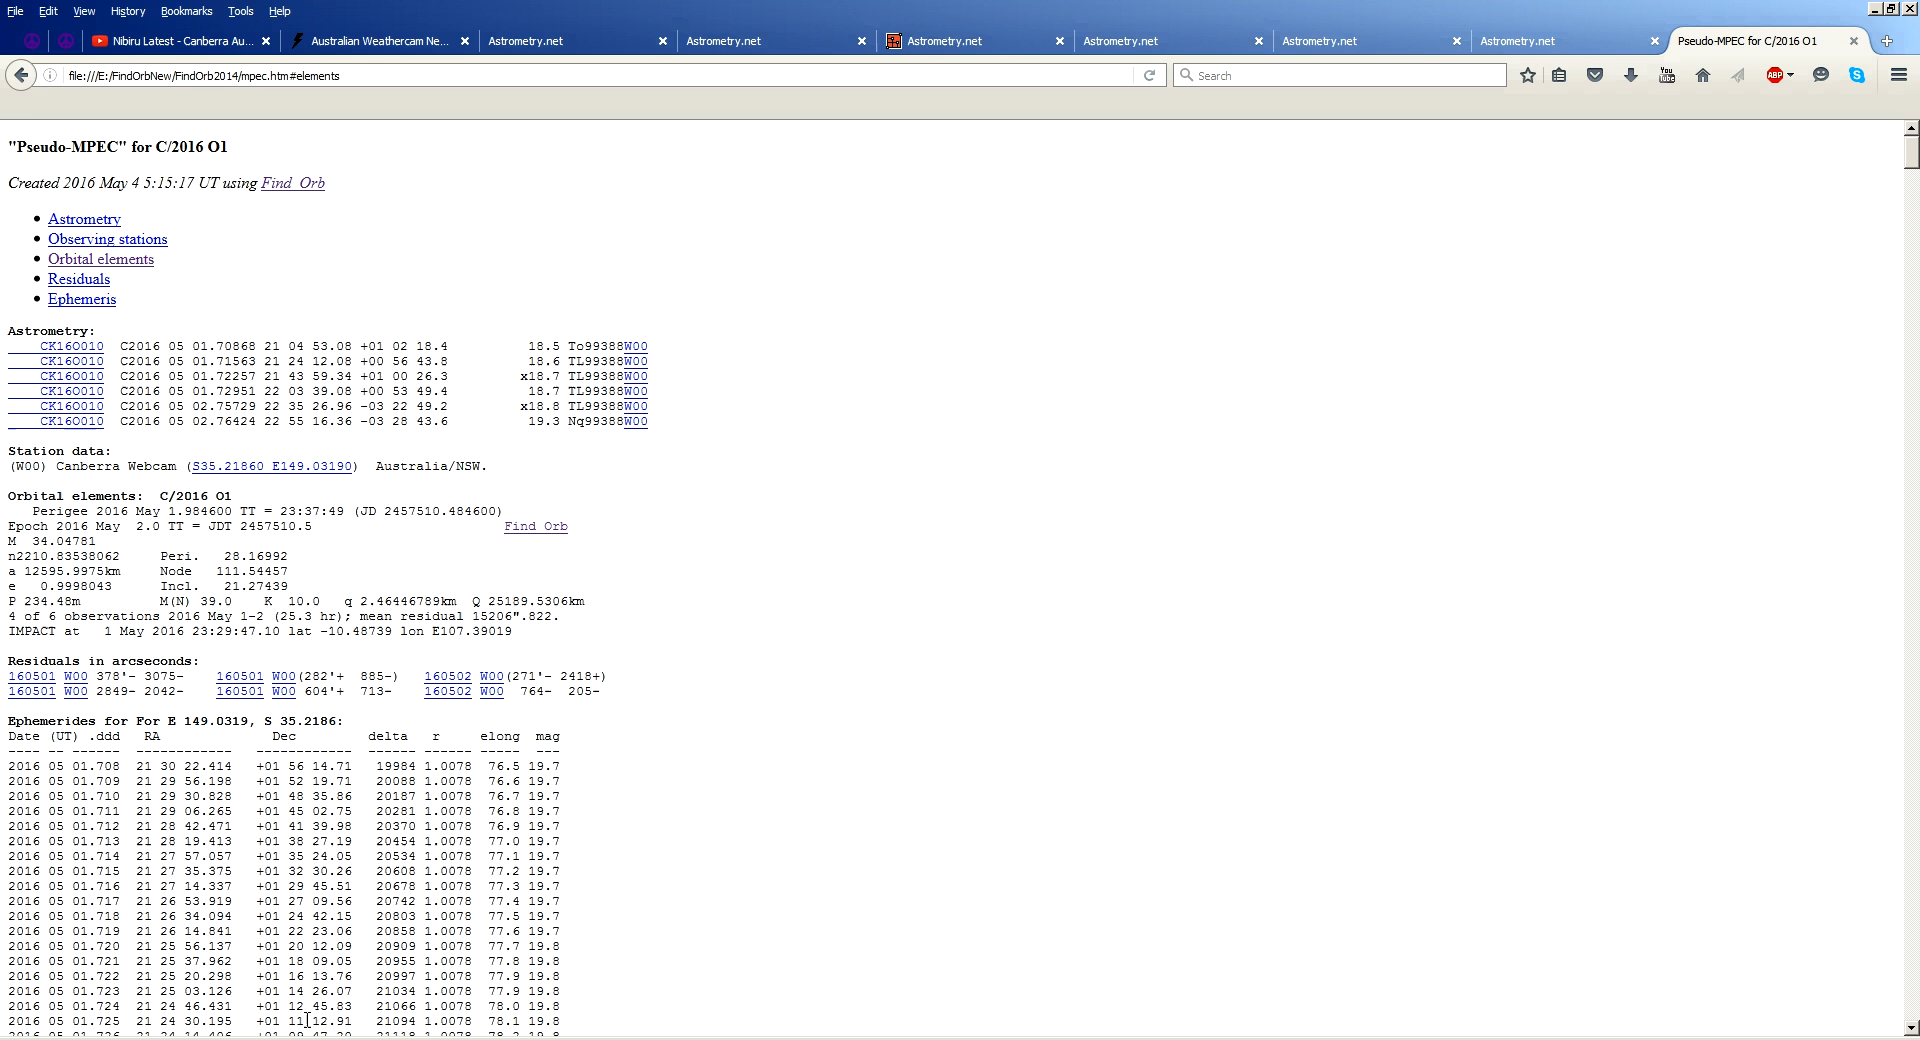 File Edit View History Bookmarks Tools Help
Nibiru Latest - Canberra Au... Australian Weathercam Ne... Astrometry.net Astrometry.net Astrometry.net Astrometry.net Astrometry.net Astrometry.net Pseudo-MPEC for C/2016 O1
file:///E:/FindOrbNew/FindOrb2014/mpec.htm#elements Search You Tube ABP
"Pseudo-MPEC" for C/2016 O1
Created 2016 May 4 5:15:17 UT using Find Orb
Astrometry
Observing stations
Orbital elements
Residuals
Ephemeris
Astrometry:
CK16O010 C2016 05 01.70868 21 04 53.08 +01 02 18.4 18.5 To99388W00
CK16O010 C2016 05 01.71563 21 24 12.08 +00 56 43.8 18.6 TL99388W00
CK16O010 C2016 05 01.72257 21 43 59.34 +01 00 26.3 x18.7 TL99388W00
CK16O010 C2016 05 01.72951 22 03 39.08 +00 53 49.4 18.7 TL99388W00
CK16O010 C2016 05 02.75729 22 35 26.96 -03 22 49.2 x18.8 TL99388W00
CK16O010 C2016 05 02.76424 22 55 16.36 -03 28 43.6 19.3 Nq99388W00
Station data:
(W00) Canberra Webcam (S35.21860 E149.03190) Australia/NSW.
Orbital elements: C/2016 O1
Perigee 2016 May 1.984600 TT = 23:37:49 (JD 2457510.484600)
Epoch 2016 May 2.0 TT = JDT 2457510.5 Find Orb
M 34.04781
n2210.83538062 Peri. 28.16992
a 12595.9975km Node 111.54457
e 0.9998043 Incl. 21.27439
P 234.48m M(N) 39.0 K 10.0 q 2.46446789km Q 25189.5306km
4 of 6 observations 2016 May 1-2 (25.3 hr); mean residual 15206".822.
IMPACT at 1 May 2016 23:29:47.10 lat -10.48739 lon E107.39019
Residuals in arcseconds:
160501 W00 378'- 3075- 160501 W00(282'+ 885-) 160502 W00(271'- 2418+)
160501 W00 2849- 2042- 160501 W00 604'+ 713- 160502 W00 764- 205-
Ephemerides for For E 149.0319, S 35.2186:
Date (UT) .ddd RA Dec delta r elong mag
---- -- ------ ------------ ------------ ------ ------ ----- ---
2016 05 01.708 21 30 22.414 +01 56 14.71 19984 1.0078 76.5 19.7
2016 05 01.709 21 29 56.198 +01 52 19.71 20088 1.0078 76.6 19.7
2016 05 01.710 21 29 30.828 +01 48 35.86 20187 1.0078 76.7 19.7
2016 05 01.711 21 29 06.265 +01 45 02.75 20281 1.0078 76.8 19.7
2016 05 01.712 21 28 42.471 +01 41 39.98 20370 1.0078 76.9 19.7
2016 05 01.713 21 28 19.413 +01 38 27.19 20454 1.0078 77.0 19.7
2016 05 01.714 21 27 57.057 +01 35 24.05 20534 1.0078 77.1 19.7
2016 05 01.715 21 27 35.375 +01 32 30.26 20608 1.0078 77.2 19.7
2016 05 01.716 21 27 14.337 +01 29 45.51 20678 1.0078 77.3 19.7
2016 05 01.717 21 26 53.919 +01 27 09.56 20742 1.0078 77.4 19.7
2016 05 01.718 21 26 34.094 +01 24 42.15 20803 1.0078 77.5 19.7
2016 05 01.719 21 26 14.841 +01 22 23.06 20858 1.0078 77.6 19.7
2016 05 01.720 21 25 56.137 +01 20 12.09 20909 1.0078 77.7 19.8
2016 05 01.721 21 25 37.962 +01 18 09.05 20955 1.0078 77.8 19.8
2016 05 01.722 21 25 20.298 +01 16 13.76 20997 1.0078 77.9 19.8
2016 05 01.723 21 25 03.126 +01 14 26.07 21034 1.0078 77.9 19.8
2016 05 01.724 21 24 46.431 +01 12 45.83 21066 1.0078 78.0 19.8
2016 05 01.725 21 24 30.195 +01 11 12.91 21094 1.0078 78.1 19.8